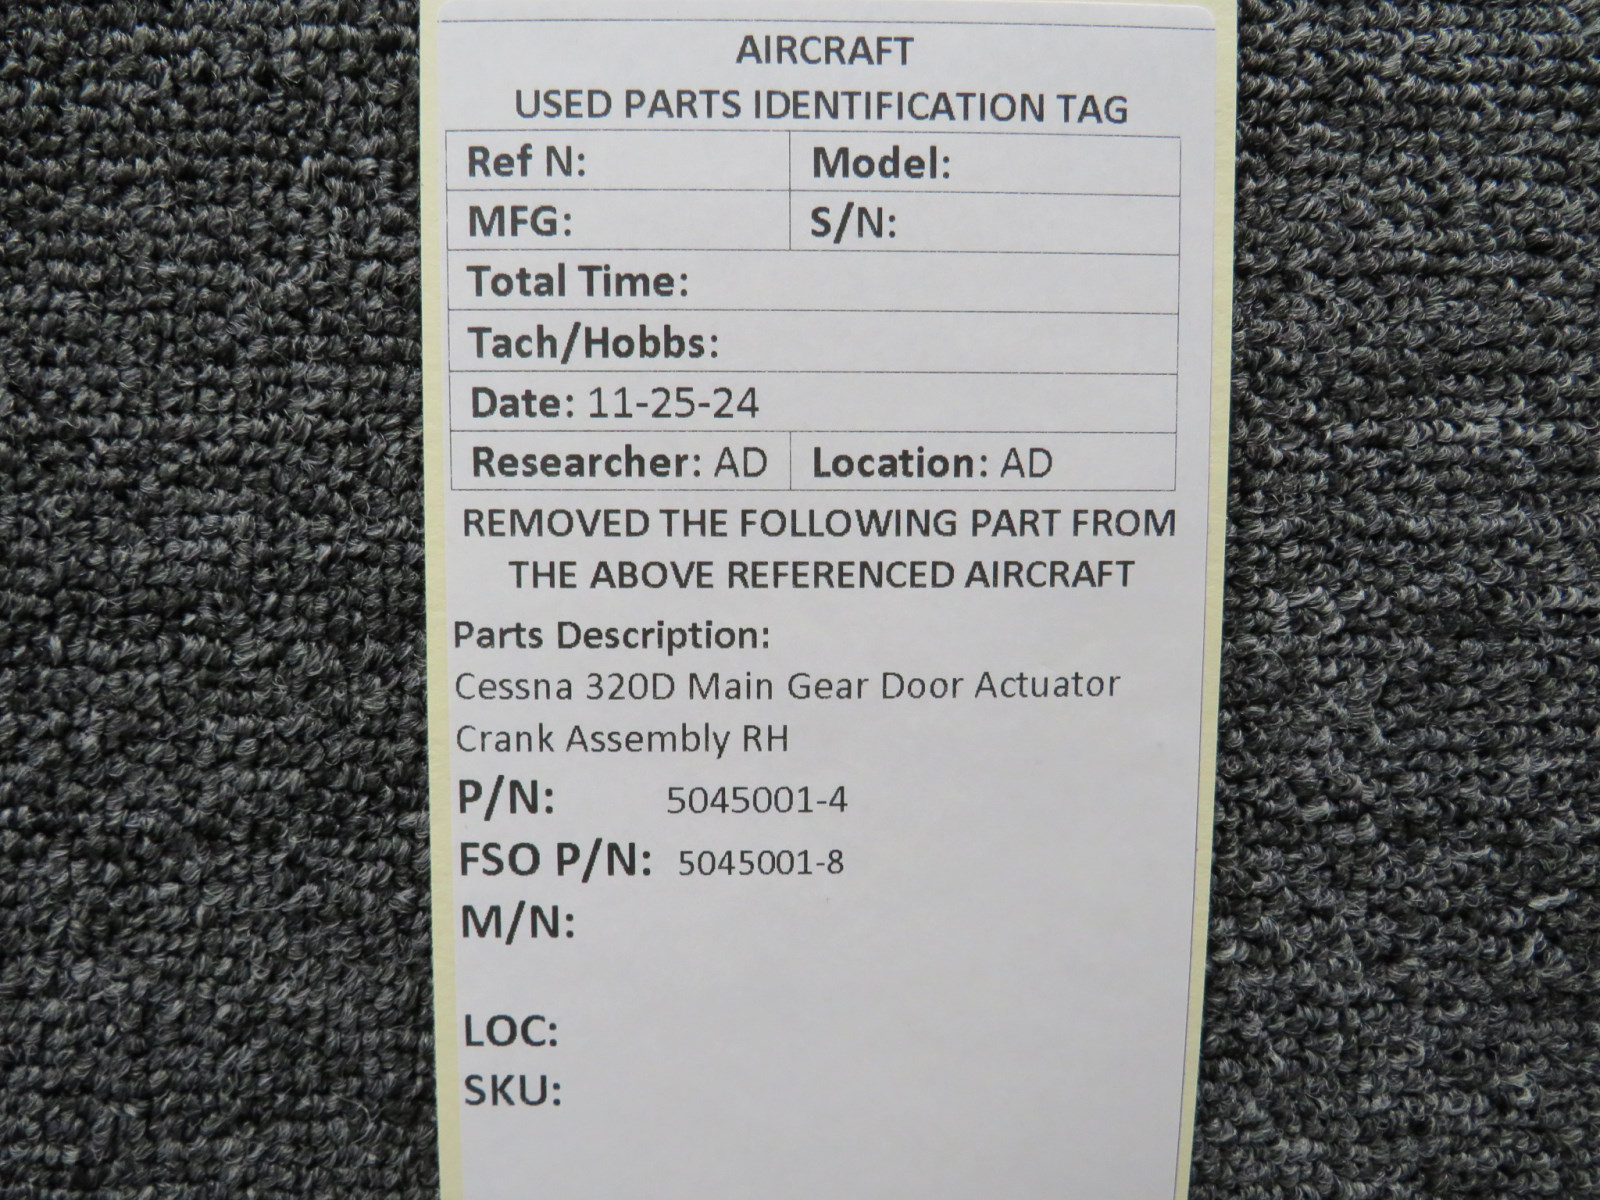 AIRCRAFT
USED PARTS IDENTIFICATION TAG
Ref N: Model:
MFG: S/N:
Total Time:
Tach/Hobbs:
Date: 11-25-24
Researcher: AD Location: AD
REMOVED THE FOLLOWING PART FROM
THE ABOVE REFERENCED AIRCRAFT
Parts Description:
Cessna 320D Main Gear Door Actuator
Crank Assembly RH
P/N: 5045001-4
FSO P/N: 5045001-8
M/N:
LOC:
SKU: